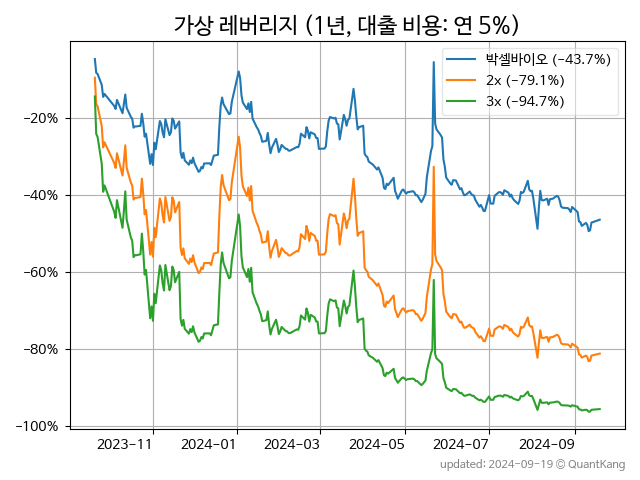 가상 레버리지 (1년, 대출 비용: 연 5%)
박셀바이오 (−43.7%)
2x (−79.1%)
3x (−94.7%)
−20%
−40%
−60%
−80%
−100%
2023−11 2024−01 2024−03 2024−05 2024−07 2024−09
updated: 2024−09−19 © QuantKang